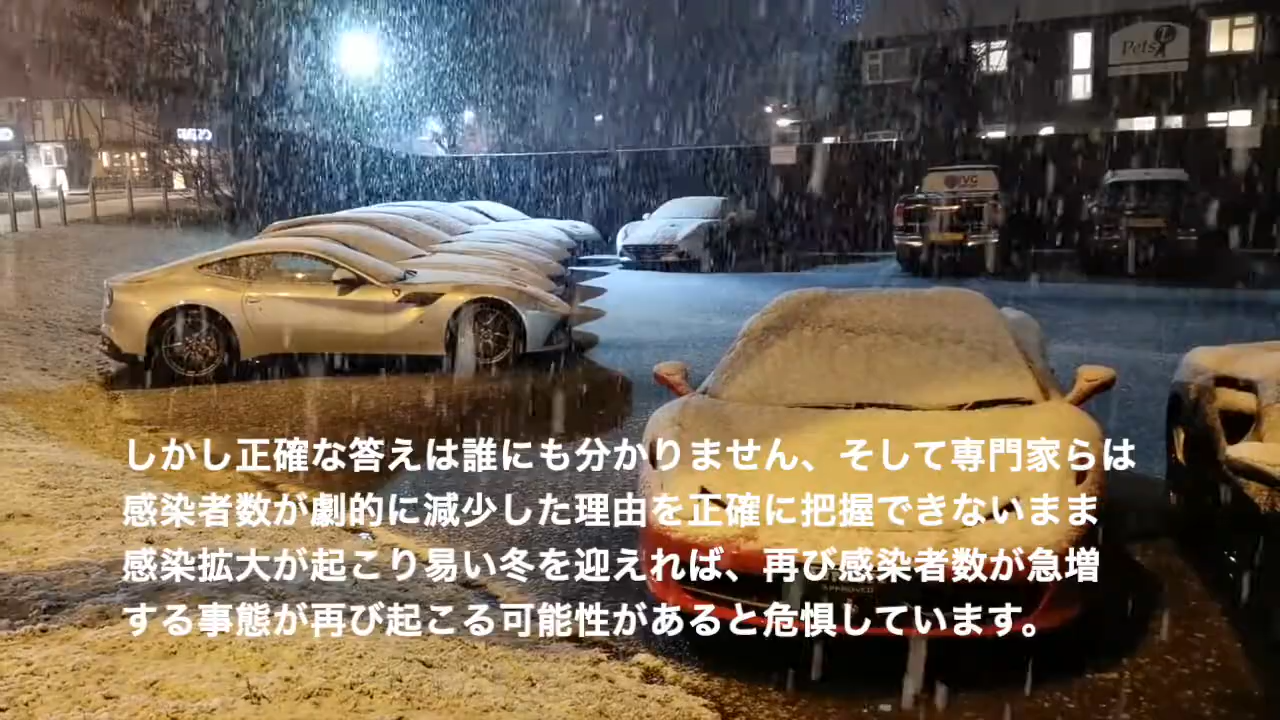 Pets
VC
しかし正確な答えは誰にも分かりません、そして専門家らは
感染者数が劇的に減少した理由を正確に把握できないまま
感染拡大が起こり易い冬を迎えれば、再び感染者数が急増
する事態が再び起こる可能性があると危惧しています。
APPROVED